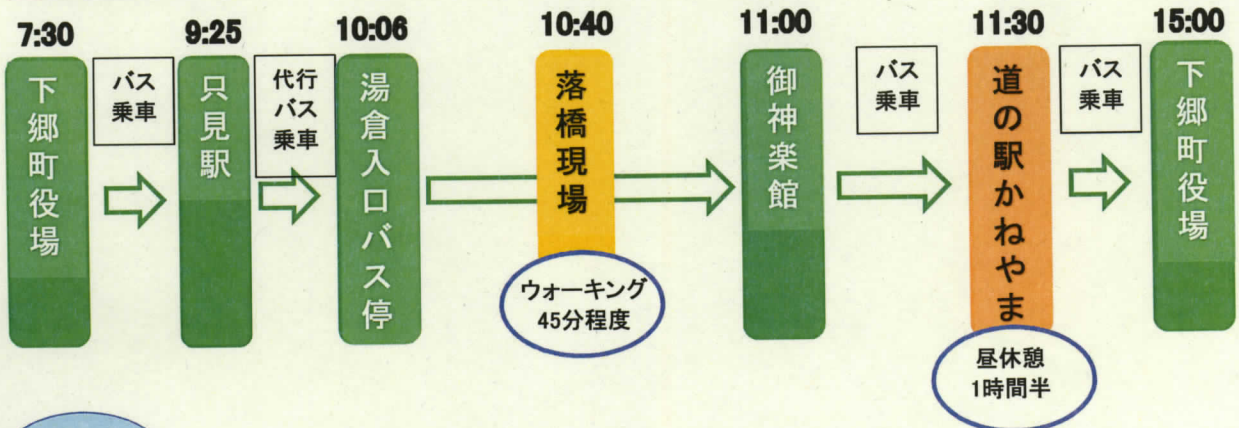 7:30
下郷町役場
バス
乗車
9:25
只見駅
代行
バス
乗車
10:06
湯倉入口バス停
10:40
落橋現場
ウォーキング
45分程度
11:00
御神楽館
バス
乗車
11:30
道の駅かねやま
昼休憩
1時間半
バス
乗車
15:00
下郷町役場